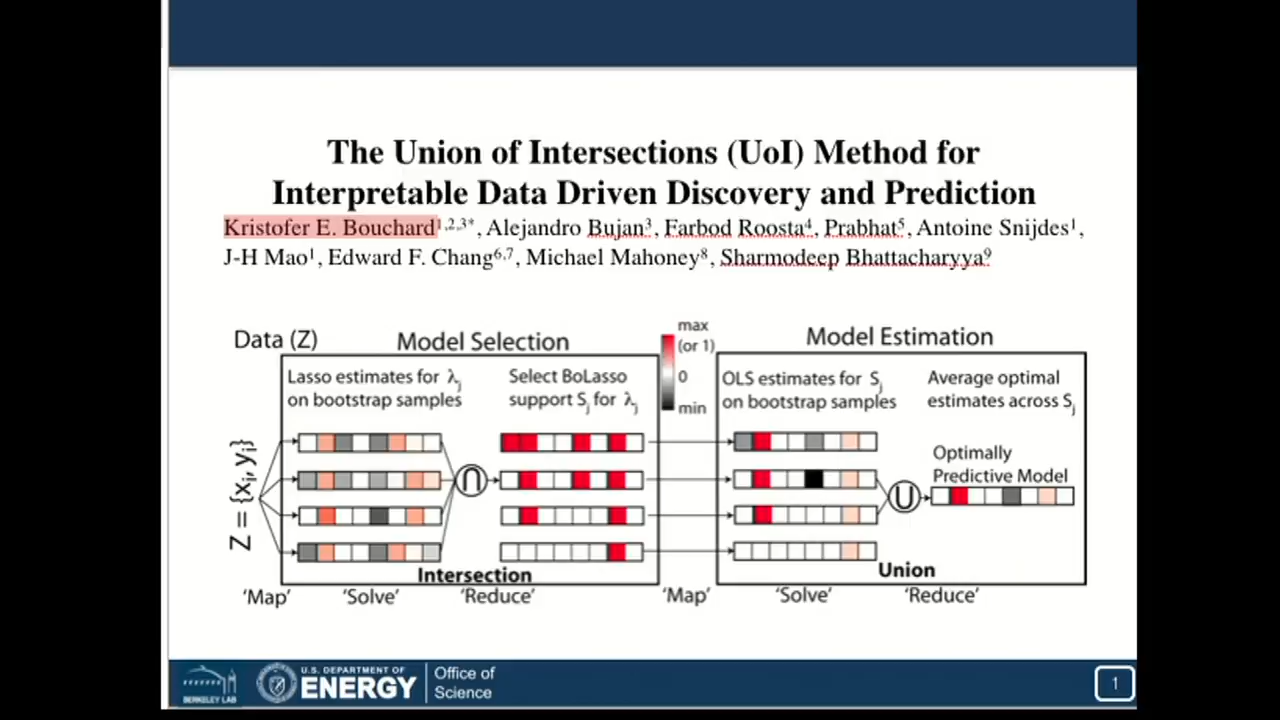 The Union of Intersections (UoI) Method for
Interpretable Data Driven Discovery and Prediction
Kristofer E. Bouchard1,2,3*, Alejandro Bujan3, Farbod Roosta4, Prabhat5, Antoine Snijdes1,
J-H Mao1, Edward F. Chang6,7, Michael Mahoney8, Sharmodeep Bhattacharyya9
Data (Z)
Model Selection
Lasso estimates for λj
on bootstrap samples
Select BoLasso
support Sj for λj
Z = {xi, yi}
∩
Intersection
max
(or 1)
0
min
Model Estimation
OLS estimates for Sj
on bootstrap samples
Average optimal
estimates across Sj
Optimally
Predictive Model
U
Union
'Map' 'Solve' 'Reduce' 'Map' 'Solve' 'Reduce'
BERKELEY LAB
U.S. DEPARTMENT OF
ENERGY
Office of
Science
1